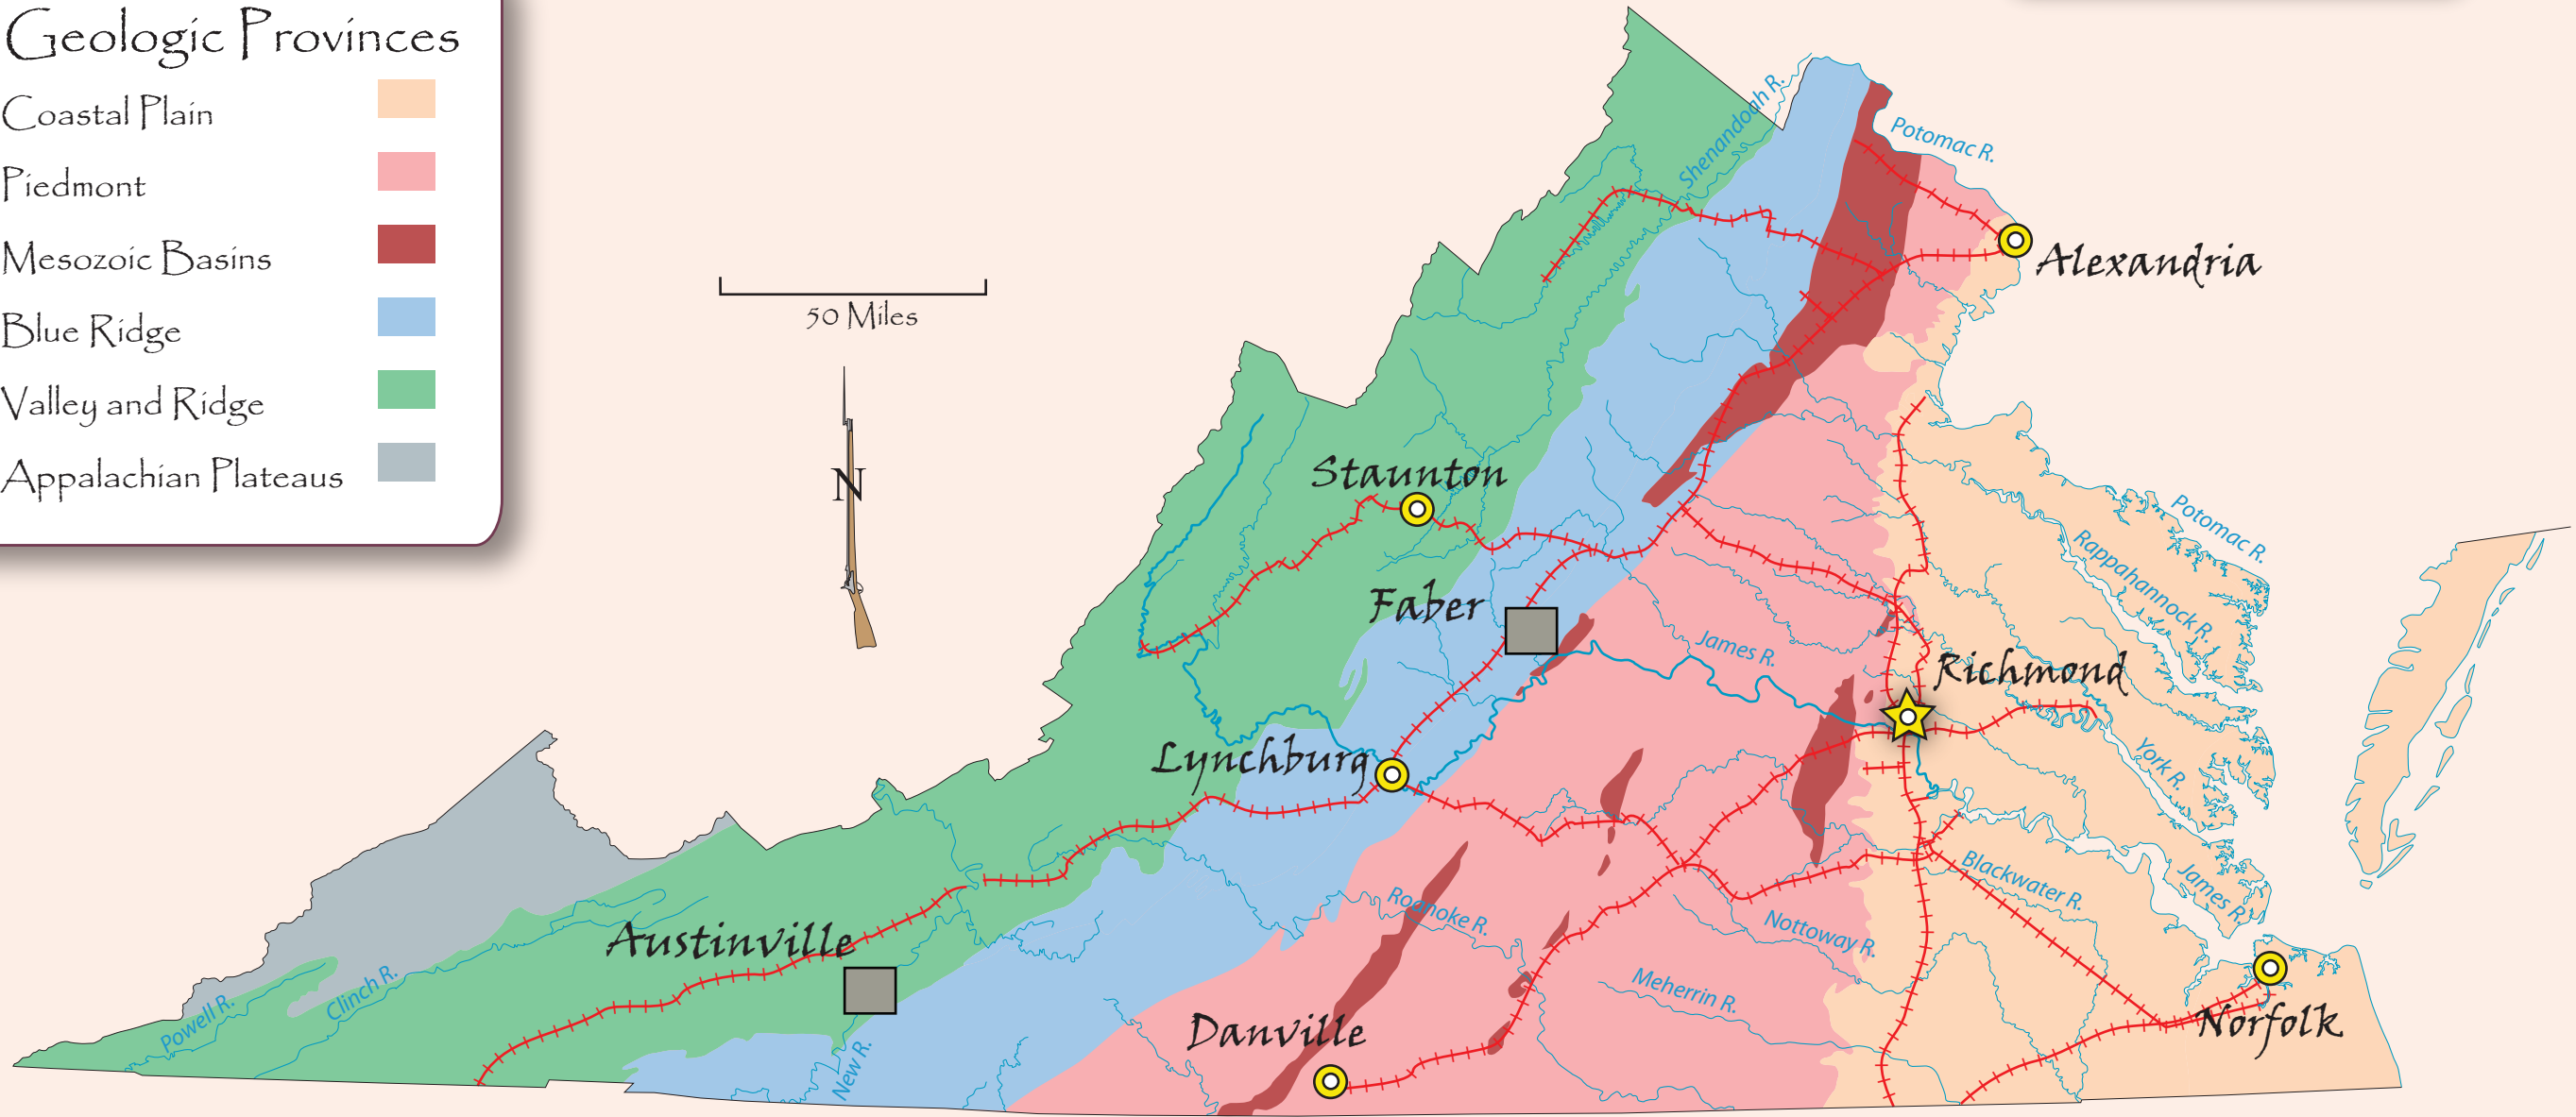 Geologic Provinces
Coastal Plain
Piedmont
Mesozoic Basins
Blue Ridge
Valley and Ridge
Appalachian Plateaus
50 Miles
N
Shenandoah R.
Potomac R.
Alexandria
Staunton
Faber
Potomac R.
Rappahannock R.
James R.
Richmond
York R.
Lynchburg
Blackwater R.
James R.
Roanoke R.
Nottoway R.
Austinville
Meherrin R.
Powell R.
Clinch R.
New R.
Danville
Norfolk